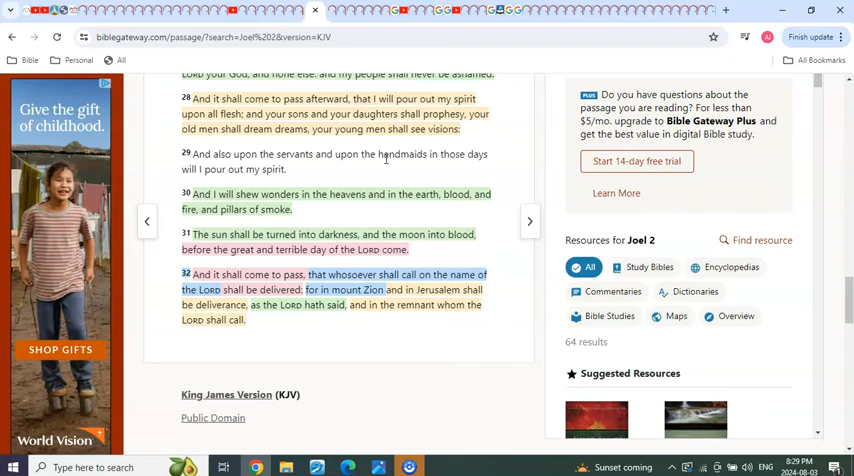 Finish update
biblegateway.com/passage/?search=Joel%202&version=KJV
Bible Personal All All Bookmarks
LORD your God, and none else: and my people shall never be ashamed.
28 And it shall come to pass afterward, that I will pour out my spirit
upon all flesh; and your sons and your daughters shall prophesy, your
old men shall dream dreams, your young men shall see visions:
29 And also upon the servants and upon the handmaids in those days
will I pour out my spirit.
30 And I will shew wonders in the heavens and in the earth, blood, and
fire, and pillars of smoke.
31 The sun shall be turned into darkness, and the moon into blood,
before the great and terrible day of the LORD come.
32 And it shall come to pass, that whosoever shall call on the name of
the LORD shall be delivered: for in mount Zion and in Jerusalem shall
be deliverance, as the LORD hath said, and in the remnant whom the
LORD shall call.
King James Version (KJV)
Public Domain
Give the gift
of childhood.
SHOP GIFTS
World Vision
PLUS Do you have questions about the
passage you are reading? For less than
$5/mo. upgrade to Bible Gateway Plus and
get the best value in digital Bible study.
Start 14-day free trial
Learn More
Resources for Joel 2 Find resource
All Study Bibles Encyclopedias
Commentaries Dictionaries
Bible Studies Maps Overview
64 results
Suggested Resources
Type here to search
Sunset coming
ENG
8:29 PM
2024-08-03